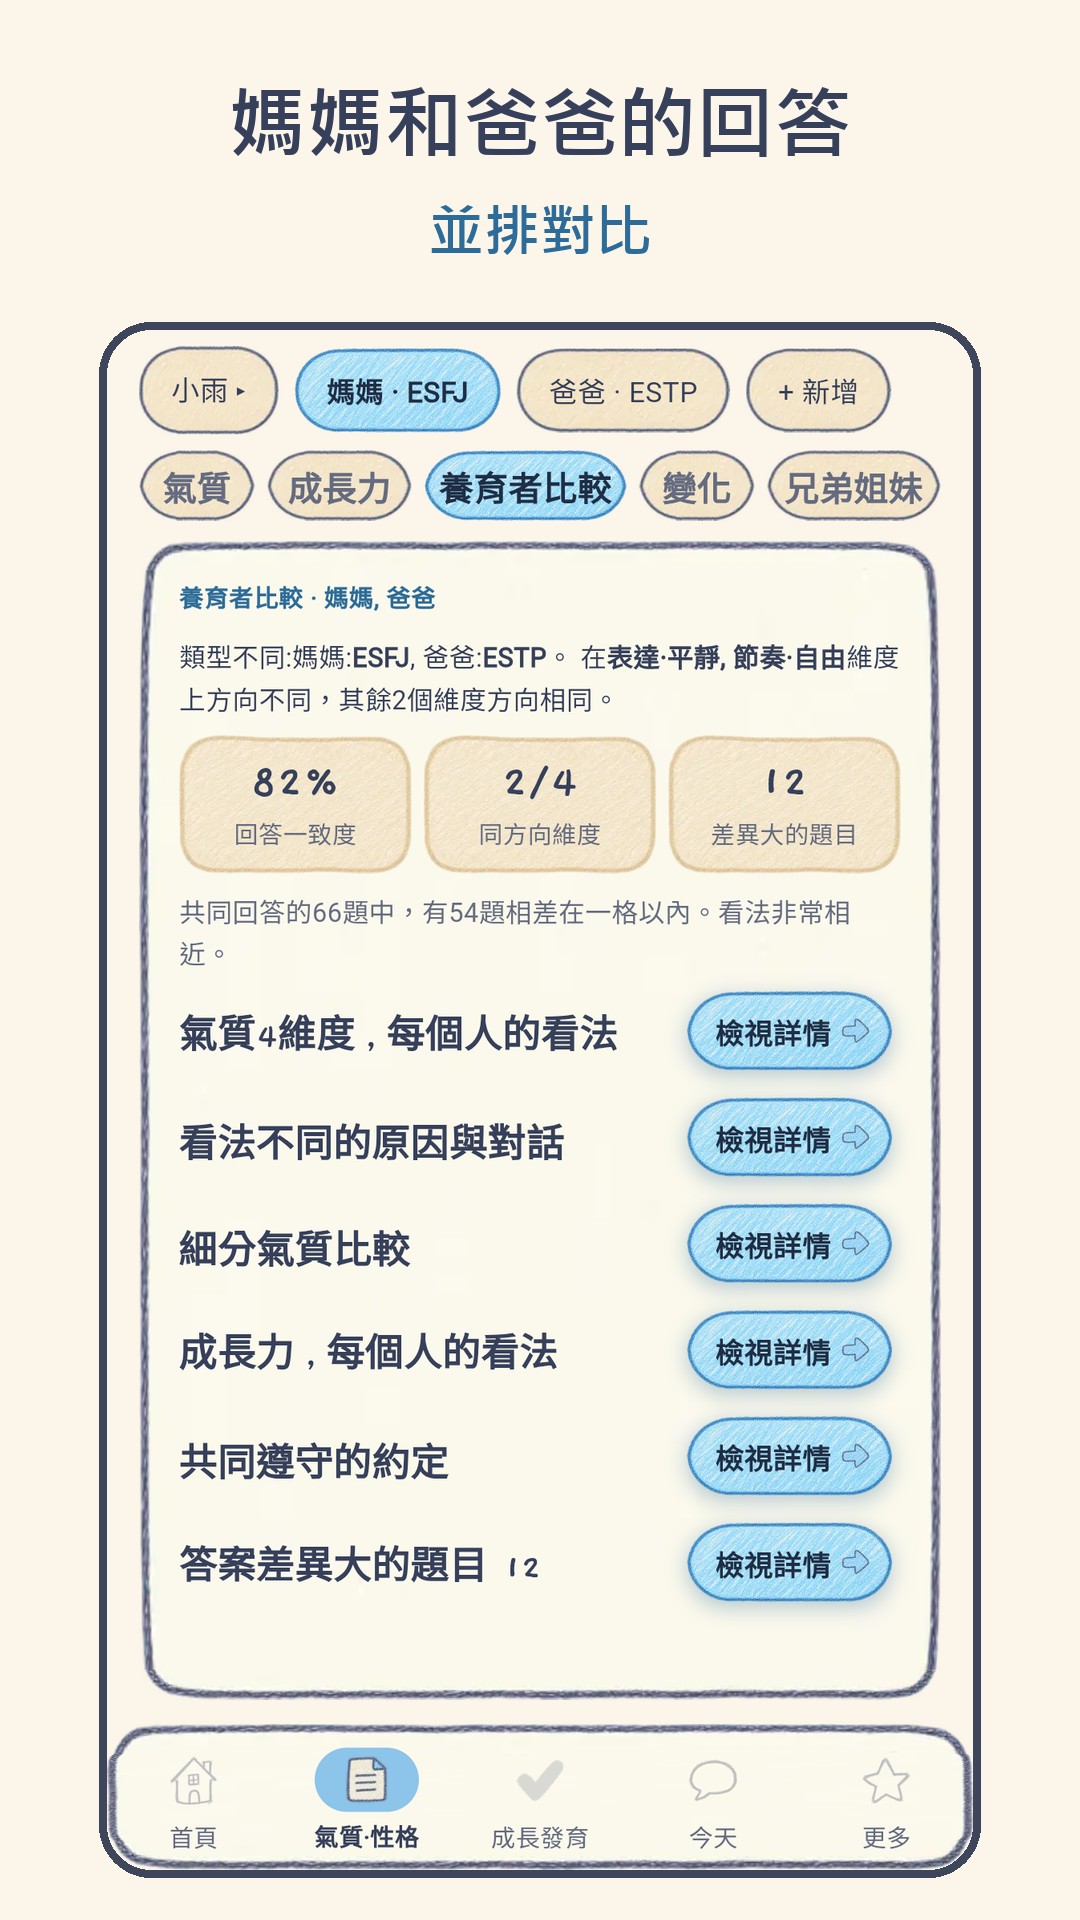 媽媽和爸爸的回答
並排對比
小雨 ▸ 媽媽 · ESFJ 爸爸 · ESTP + 新增
氣質 成長力 養育者比較 變化 兄弟姐妹
養育者比較 · 媽媽, 爸爸
類型不同:媽媽:ESFJ, 爸爸:ESTP。 在表達·平靜, 節奏·自由維度
上方向不同，其餘2個維度方向相同。
82% 2/4 12
回答一致度 同方向維度 差異大的題目
共同回答的66題中，有54題相差在一格以內。看法非常相
近。
氣質4維度 , 每個人的看法 檢視詳情
看法不同的原因與對話 檢視詳情
細分氣質比較 檢視詳情
成長力 , 每個人的看法 檢視詳情
共同遵守的約定 檢視詳情
答案差異大的題目 12 檢視詳情
首頁 氣質·性格 成長發育 今天 更多